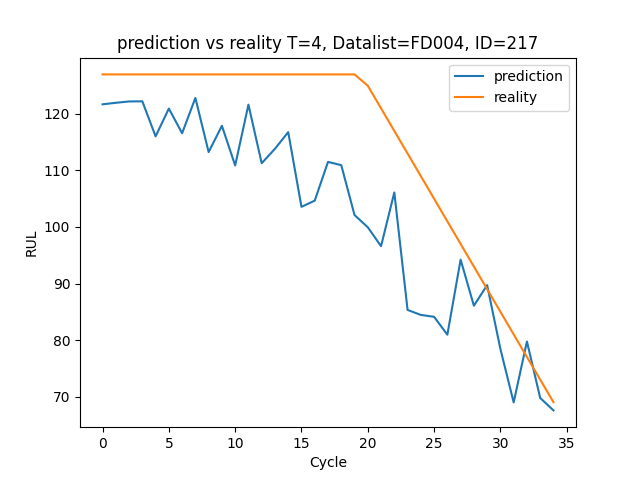 prediction vs reality T=4, Datalist=FD004, ID=217
prediction
reality
RUL
120
110
100
90
80
70
0 5 10 15 20 25 30 35
Cycle